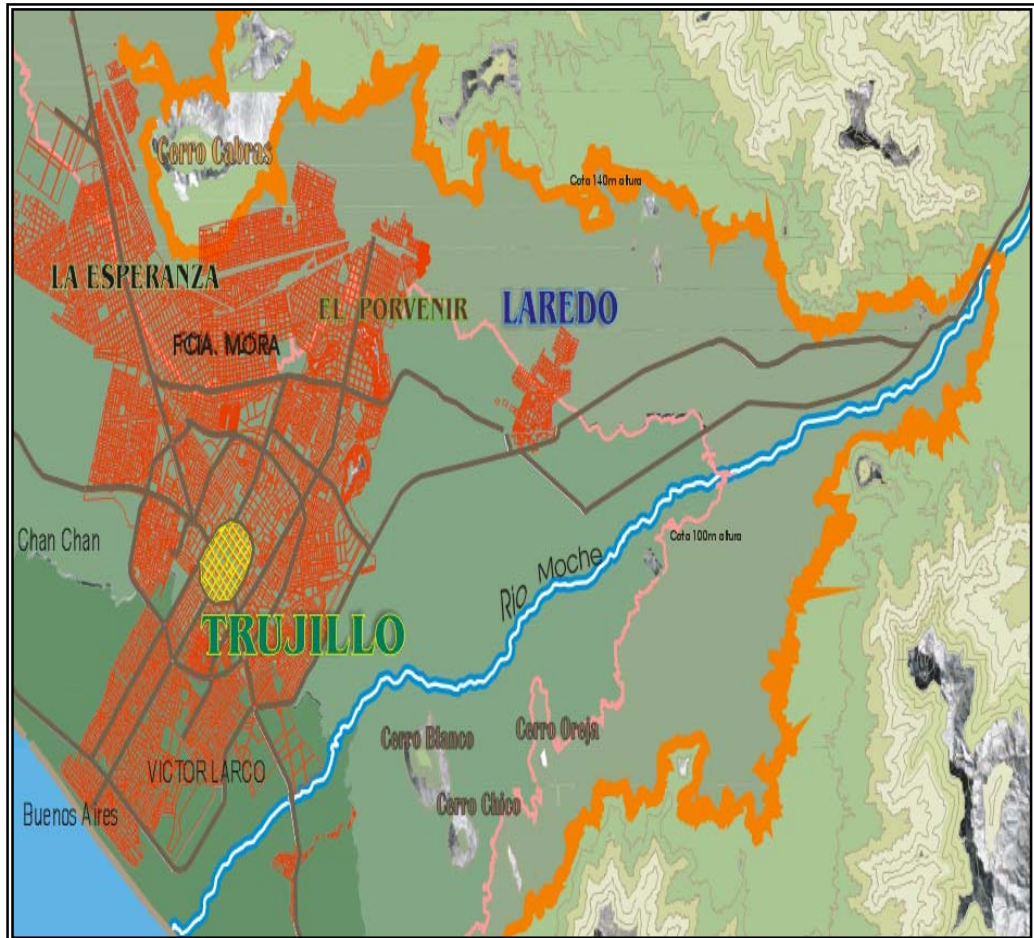 Cerro Cabras
Cota 140m altura
LA ESPERANZA
EL PORVENIR
LAREDO
FCIA. MORA
Chan Chan
Cota 100m altura
Rio Moche
TRUJILLO
Cerro Blanco
Cerro Oreja
VICTOR LARCO
Cerro Chico
Buenos Aires